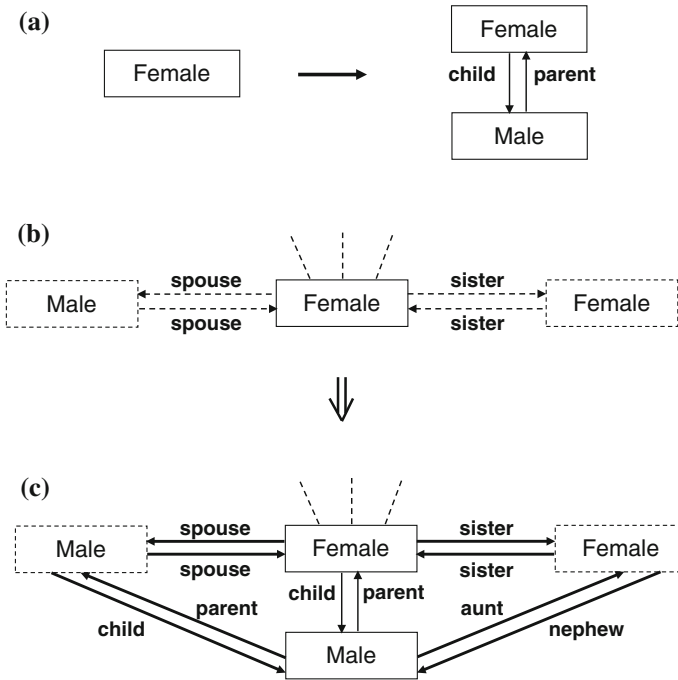 (a)
Female
Female
child parent
Male
(b)
spouse sister
Male Female Female
spouse sister
(c)
spouse sister
Male Female Female
spouse sister
child parent
parent aunt
child nephew
Male